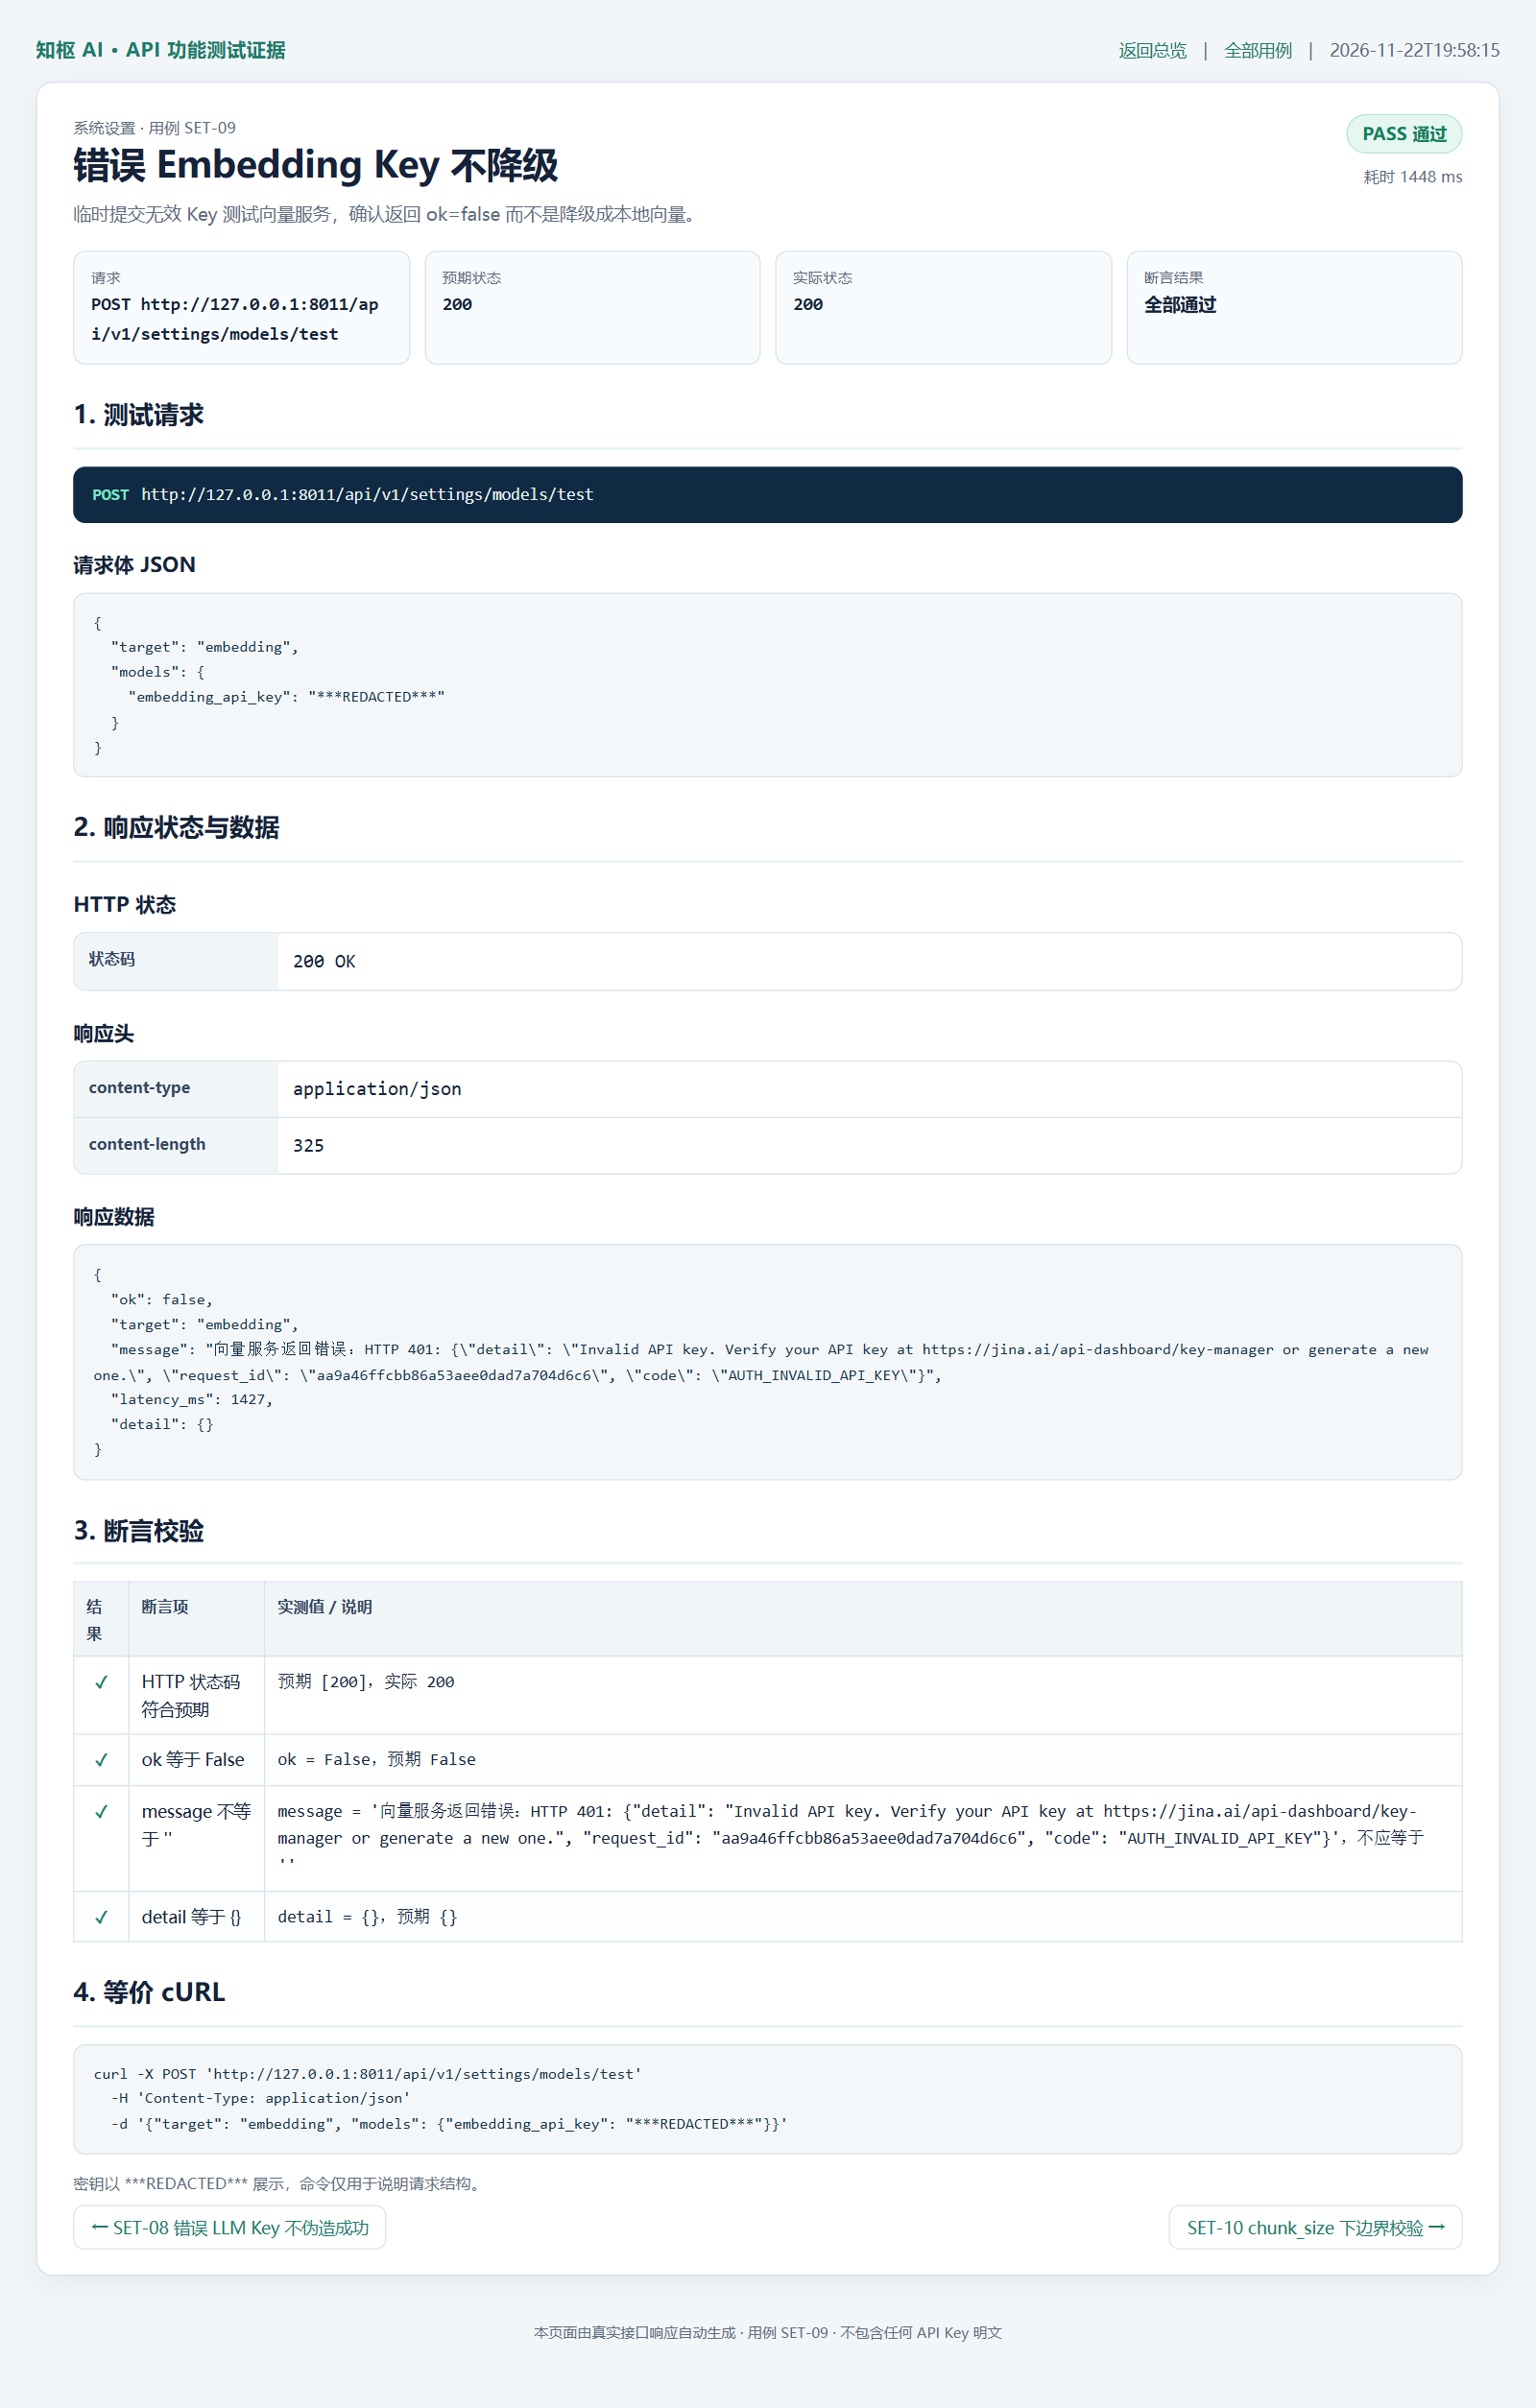 知枢 AI · API 功能测试证据
返回总览 | 全部用例 | 2026-11-22T19:58:15
系统设置 · 用例 SET-09
错误 Embedding Key 不降级
PASS 通过
耗时 1448 ms
临时提交无效 Key 测试向量服务，确认返回 ok=false 而不是降级成本地向量。
请求
POST http://127.0.0.1:8011/ap
i/v1/settings/models/test
预期状态
200
实际状态
200
断言结果
全部通过
1. 测试请求
POST http://127.0.0.1:8011/api/v1/settings/models/test
请求体 JSON
{
  "target": "embedding",
  "models": {
    "embedding_api_key": "***REDACTED***"
  }
}
2. 响应状态与数据
HTTP 状态
状态码 200 OK
响应头
content-type application/json
content-length 325
响应数据
{
  "ok": false,
  "target": "embedding",
  "message": "向量服务返回错误：HTTP 401: {\"detail\": \"Invalid API key. Verify your API key at https://jina.ai/api-dashboard/key-manager or generate a new
one.\", \"request_id\": \"aa9a46ffcbb86a53aee0dad7a704d6c6\", \"code\": \"AUTH_INVALID_API_KEY\"}",
  "latency_ms": 1427,
  "detail": {}
}
3. 断言校验
结
果
断言项
实测值 / 说明
✓
HTTP 状态码
符合预期
预期 [200]，实际 200
✓ ok 等于 False ok = False，预期 False
✓
message 不等
于 ''
message = '向量服务返回错误：HTTP 401: {"detail": "Invalid API key. Verify your API key at https://jina.ai/api-dashboard/key-
manager or generate a new one.", "request_id": "aa9a46ffcbb86a53aee0dad7a704d6c6", "code": "AUTH_INVALID_API_KEY"}'，不应等于
''
✓ detail 等于 {} detail = {}，预期 {}
4. 等价 cURL
curl -X POST 'http://127.0.0.1:8011/api/v1/settings/models/test'
  -H 'Content-Type: application/json'
  -d '{"target": "embedding", "models": {"embedding_api_key": "***REDACTED***"}}'
密钥以 ***REDACTED*** 展示，命令仅用于说明请求结构。
← SET-08 错误 LLM Key 不伪造成功
SET-10 chunk_size 下边界校验 →
本页面由真实接口响应自动生成 · 用例 SET-09 · 不包含任何 API Key 明文